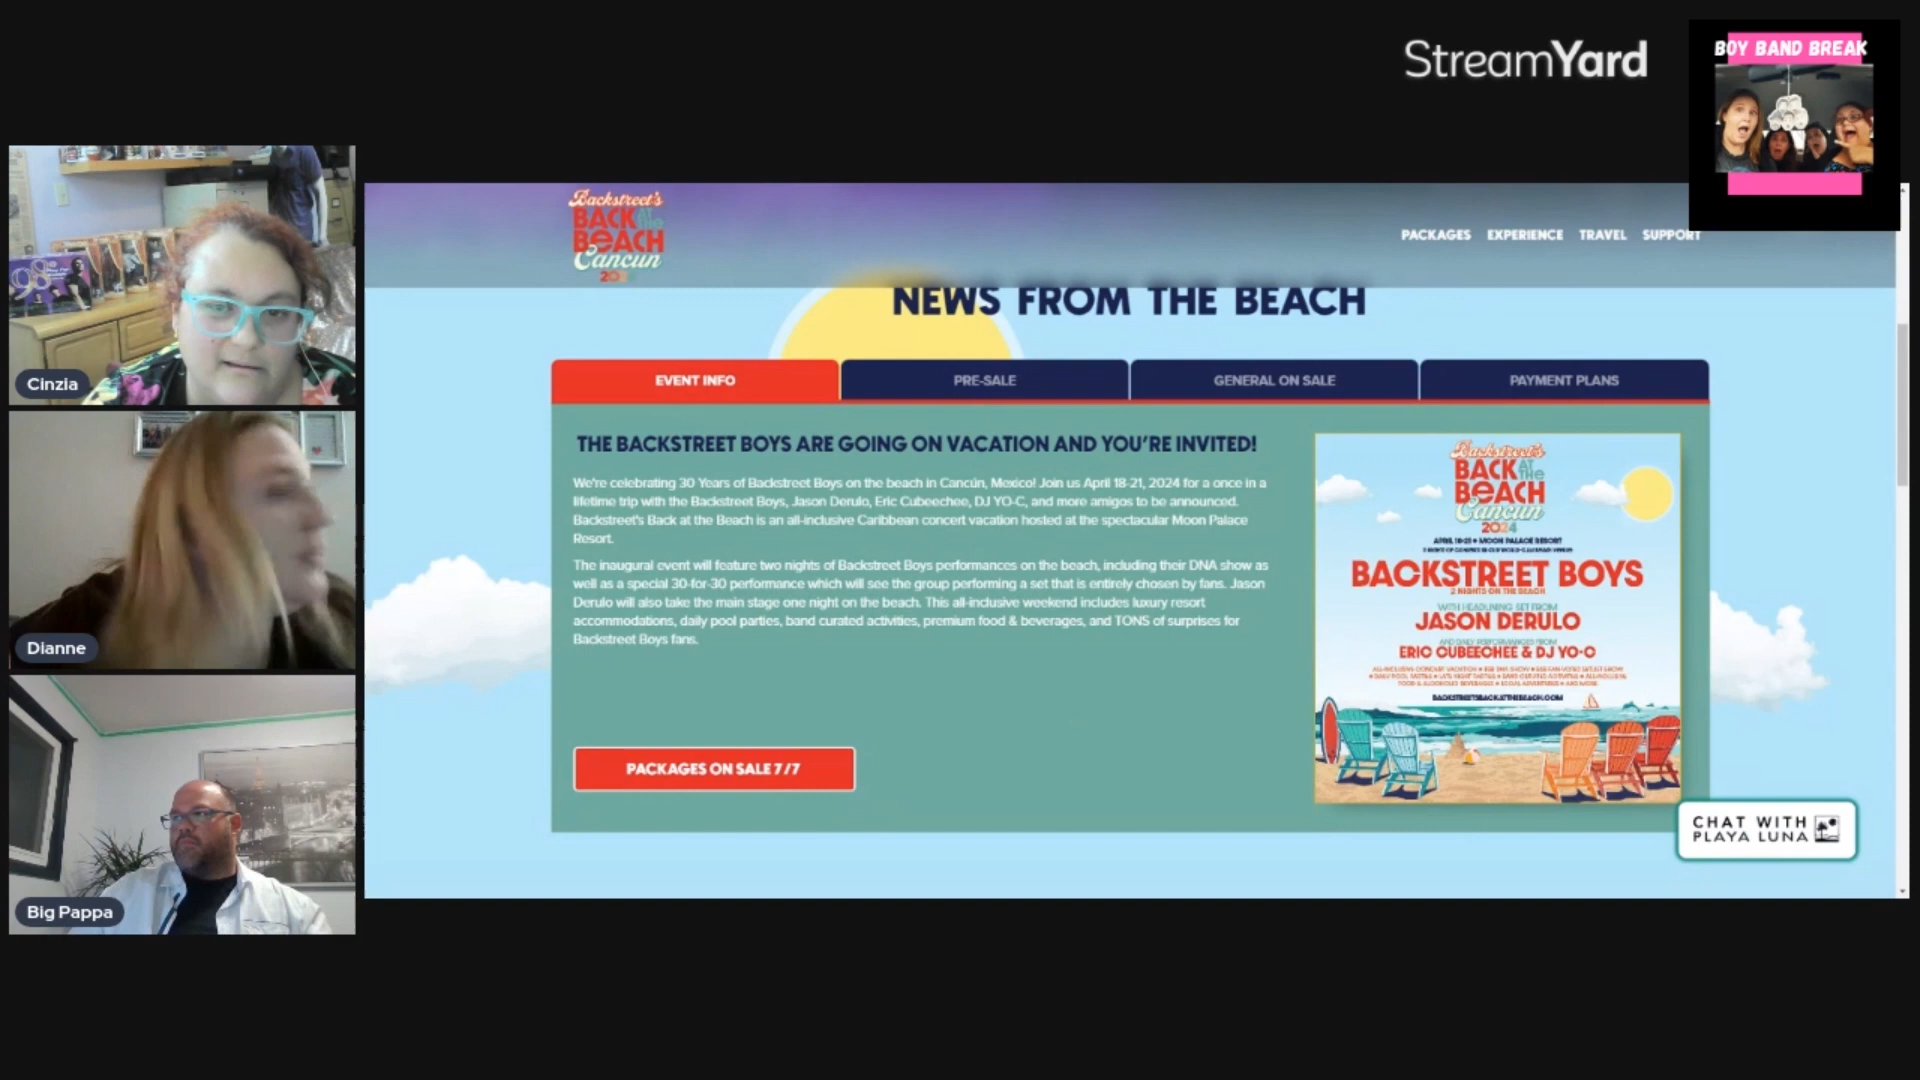 StreamYard
BOY BAND BREAK
Backstreet's
BACK AT the
BEACH
Cancun
PACKAGES EXPERIENCE TRAVEL SUPPORT
NEWS FROM THE BEACH
EVENT INFO
PRE-SALE
GENERAL ON SALE
PAYMENT PLANS
THE BACKSTREET BOYS ARE GOING ON VACATION AND YOU'RE INVITED!
We're celebrating 30 Years of Backstreet Boys on the beach in Cancún, Mexico! Join us April 18-21, 2024 for a once in a
lifetime trip with the Backstreet Boys, Jason Derulo, Eric Cubeechee, DJ YO-C, and more amigos to be announced.
Backstreet's Back at the Beach is an all-inclusive Caribbean concert vacation hosted at the spectacular Moon Palace
Resort.
The inaugural event will feature two nights of Backstreet Boys performances on the beach, including their DNA show as
well as a special 30-for-30 performance which will see the group performing a set that is entirely chosen by fans. Jason
Derulo will also take the main stage one night on the beach. This all-inclusive weekend includes luxury resort
accommodations, daily pool parties, band curated activities, premium food & beverages, and TONS of surprises for
Backstreet Boys fans.
PACKAGES ON SALE 7/7
Backstreet's
BACK AT the
BEACH
Cancun
2024
APRIL 18-21 • MOON PALACE RESORT
BACKSTREET BOYS
2 NIGHTS ON THE BEACH
WITH HEADLINING SET FROM
JASON DERULO
AND DAILY PERFORMANCES FROM
ERIC CUBEECHEE & DJ YO-C
BACKSTREETSBACKATTHEBEACH.COM
CHAT WITH
PLAYA LUNA
98
Cinzia
Dianne
Big Pappa